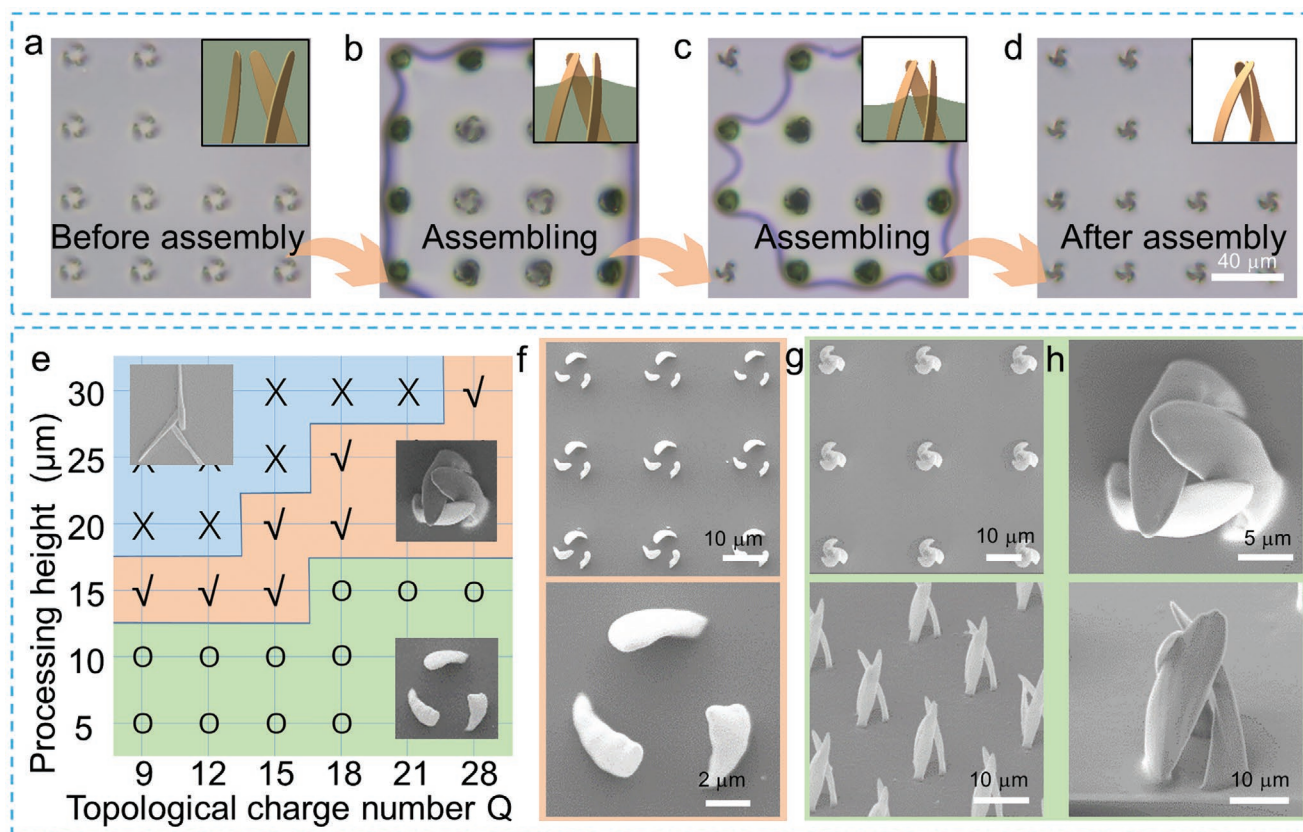 a
b
c
d
Before assembly
Assembling
Assembling
After assembly
40 μm
e
f
g
h
Processing height (μm)
30
X X X √
25
X √
20
X X √ √
15
√ √ √ O O O
10
O O O O
5
O O O O
9 12 15 18 21 28
Topological charge number Q
10 μm
2 μm
10 μm
10 μm
5 μm
10 μm